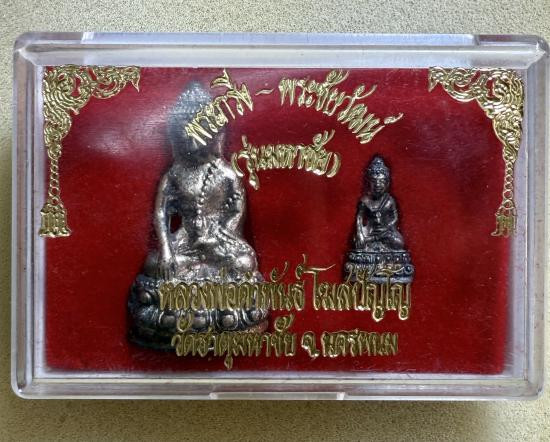 พระกริ่ง - พระชัยวัฒน์
(รุ่นมหาชัย)
หลวงพ่อคำพันธ์ โฆสปัญโญ
วัดธาตุมหาชัย จ.นครพนม